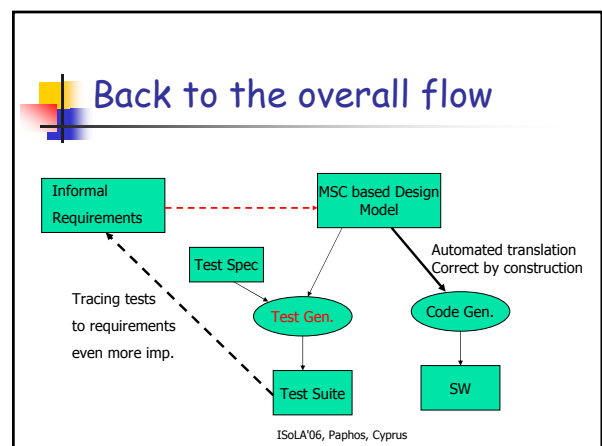 Back to the overall flow
Informal
Requirements
MSC based Design
Model
Automated translation
Correct by construction
Test Spec
Tracing tests
to requirements
even more imp.
Test Gen.
Code Gen.
Test Suite
SW
ISoLA'06, Paphos, Cyprus